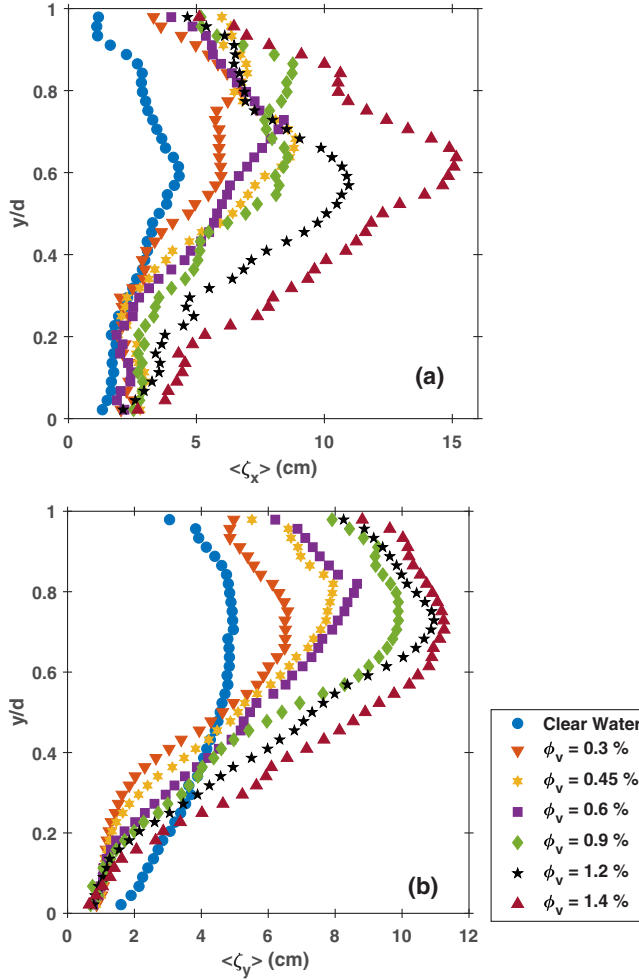 1
0.8
0.6
0.4
0.2
0
y/d
(a)
0 5 10 15
<ζx> (cm)
1
0.8
0.6
0.4
0.2
0
y/d
(b)
0 2 4 6 8 10 12
<ζy> (cm)
Clear Water
ϕv = 0.3 %
ϕv = 0.45 %
ϕv = 0.6 %
ϕv = 0.9 %
ϕv = 1.2 %
ϕv = 1.4 %